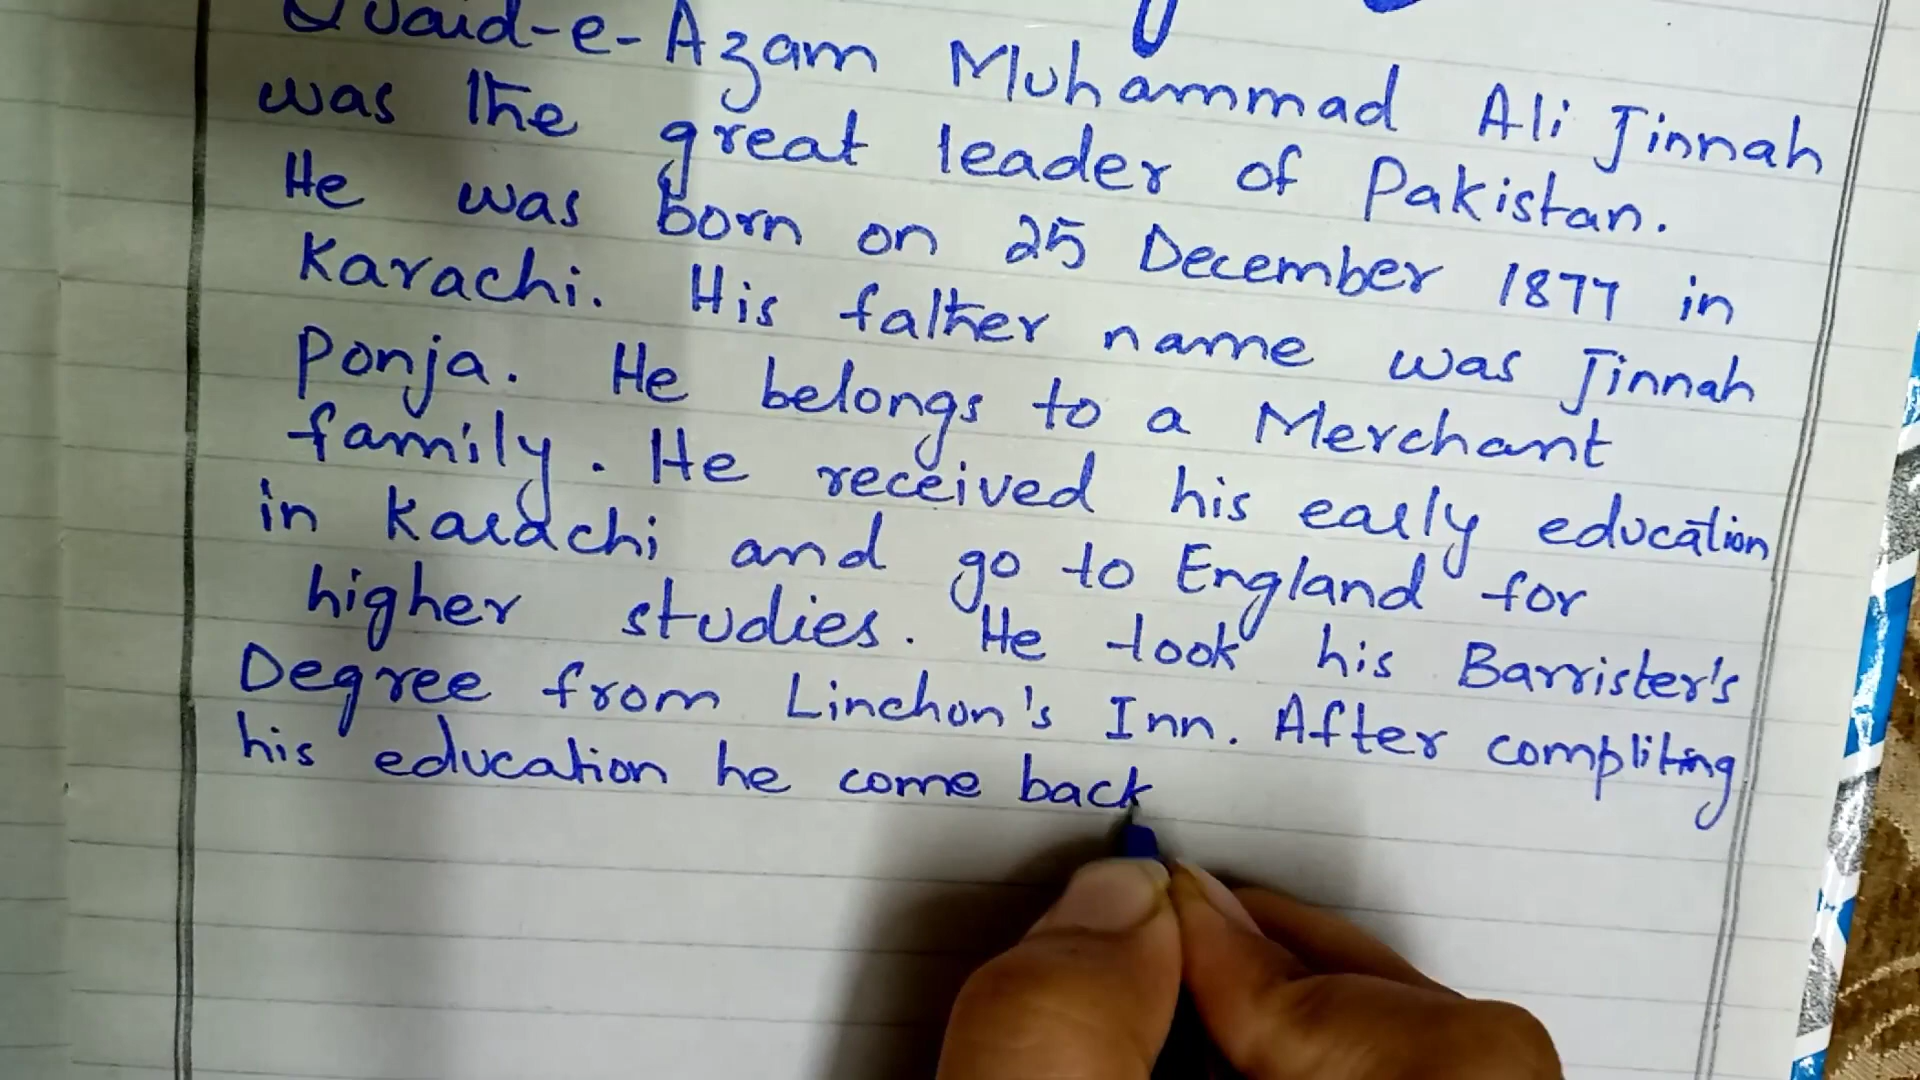 Quaid-e-Azam Muhammad Ali Jinnah
was the great leader of Pakistan.
He was born on 25 December 1877 in
Karachi. His father name was Jinnah
Ponja. He belongs to a Merchant
family. He received his early education
in Karachi and go to England for
higher studies. He took his Barrister's
Degree from Linchon's Inn. After compliting
his education he come back